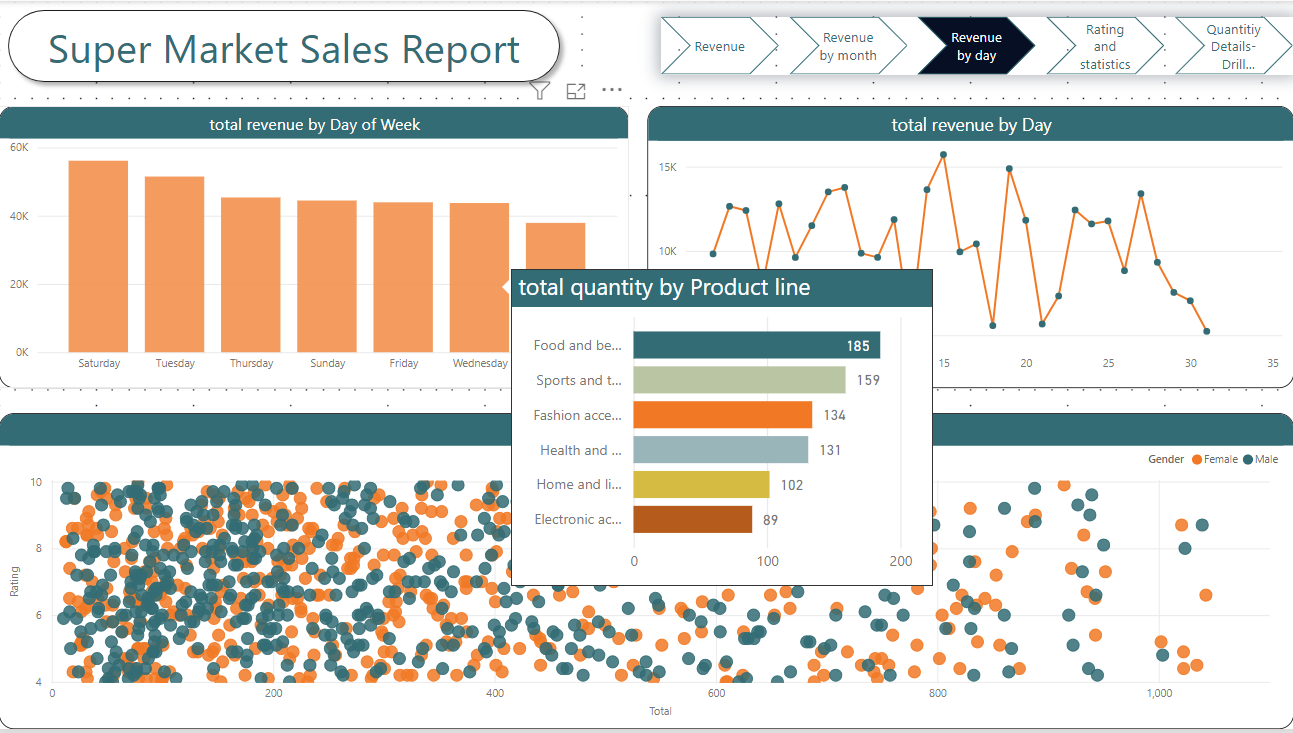 Super Market Sales Report
Revenue
Revenue
by month
Revenue
by day
Rating
and
statistics
Quantitiy
Details-
Drill...
total revenue by Day of Week
60K
40K
20K
0K
Saturday
Tuesday
Thursday
Sunday
Friday
Wednesday
total revenue by Day
15K
10K
15
20
25
30
35
total quantity by Product line
Food and be...
185
Sports and t...
159
Fashion acce...
134
Health and ...
131
Home and li...
102
Electronic ac...
89
0
100
200
Gender
Female
Male
Rating
10
8
6
4
0
200
400
600
800
1,000
Total